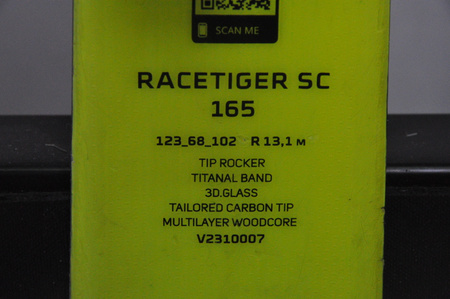 SCAN ME
RACETIGER SC
165
123_68_102 R 13,1 M
TIP ROCKER
TITANAL BAND
3D.GLASS
TAILORED CARBON TIP
MULTILAYER WOODCORE
V2310007